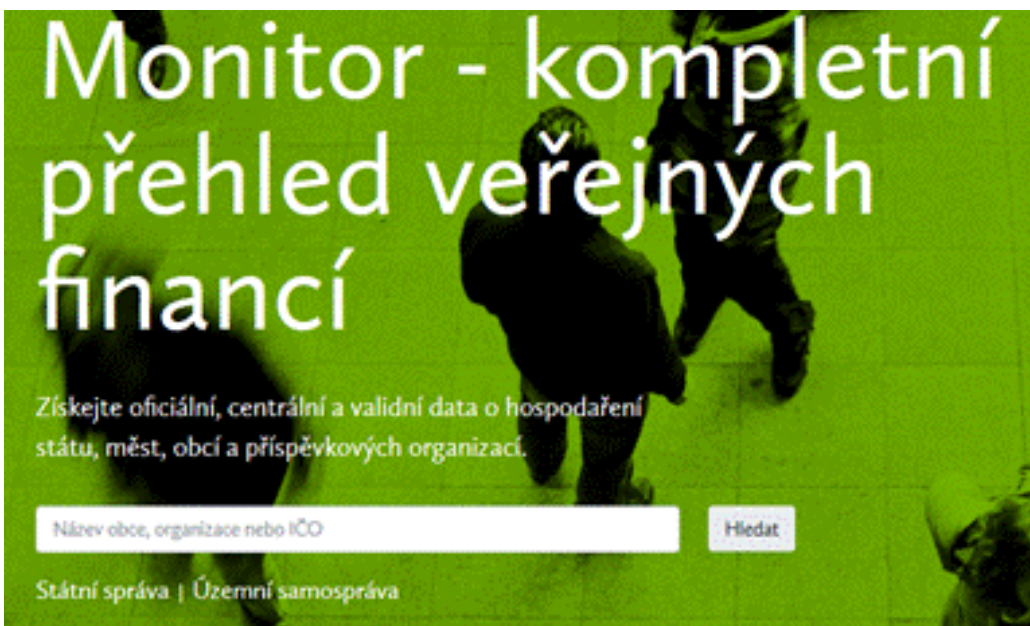 Monitor - kompletní
přehled veřejných
financí
Získejte oficiální, centrální a validní data o hospodaření
státu, měst, obcí a příspěvkových organizací.
Název obce, organizace nebo IČO
Hledat
Státní správa | Územní samospráva